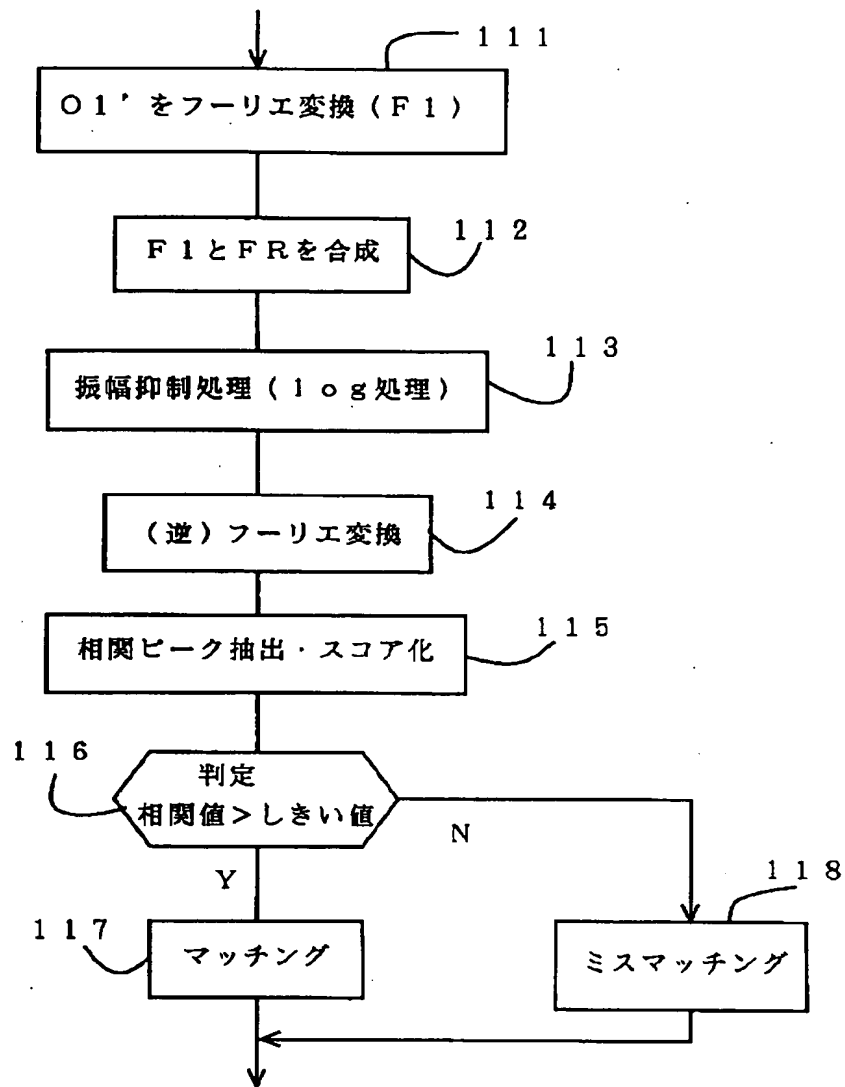 111
O1'をフーリエ変換(F1)
112
F1とFRを合成
113
振幅抑制処理(log処理)
114
(逆)フーリエ変換
115
相関ピーク抽出・スコア化
116
判定
相関値>しきい値
N
Y
118
117
マッチング
ミスマッチング